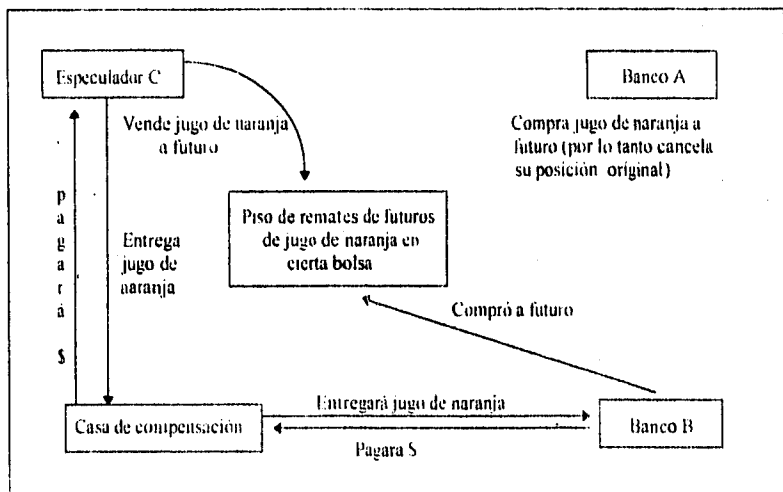 Especulador C
Banco A
Vende jugo de naranja
a futuro
Compra jugo de naranja a
futuro (por lo tanto cancela
su posición original)
Piso de remates de futuros
de jugo de naranja en
cierta bolsa
pagará $
Entrega
jugo de
naranja
Compró a futuro
Casa de compensación
Entregará jugo de naranja
Pagara S
Banco B